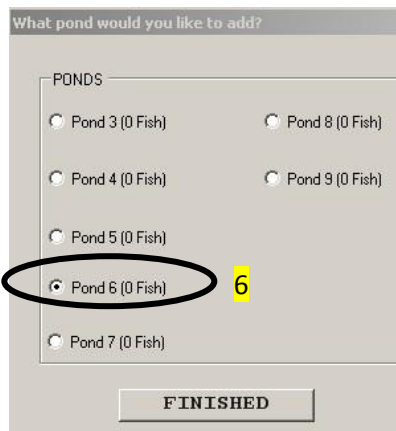 What pond would you like to add?
PONDS
Pond 3 (0 Fish)
Pond 8 (0 Fish)
Pond 4 (0 Fish)
Pond 9 (0 Fish)
Pond 5 (0 Fish)
Pond 6 (0 Fish)
6
Pond 7 (0 Fish)
FINISHED